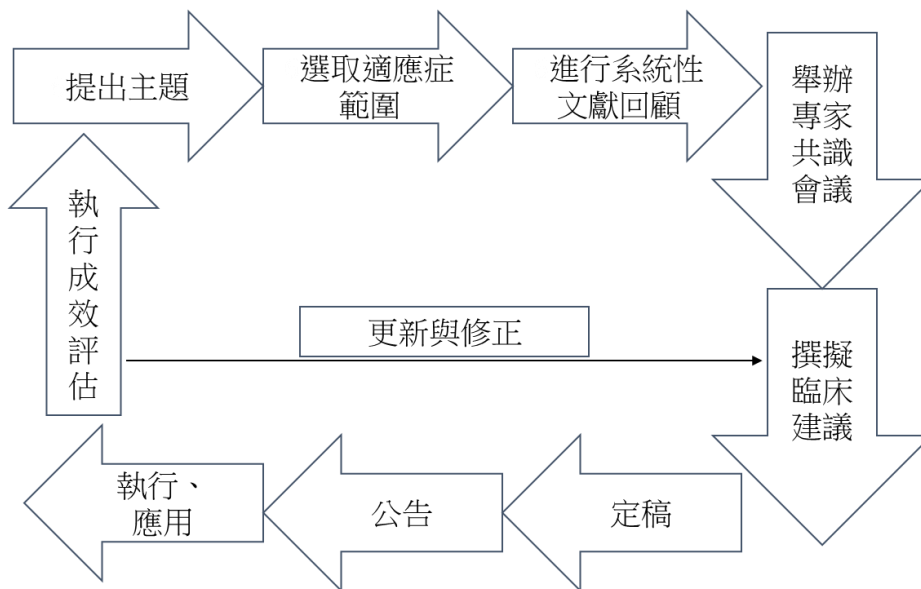 提出主題
選取適應症
範圍
進行系統性
文獻回顧
舉辦
專家
共識
會議
撰擬
臨床
建議
定稿
公告
執行、
應用
執行成效評估
更新與修正